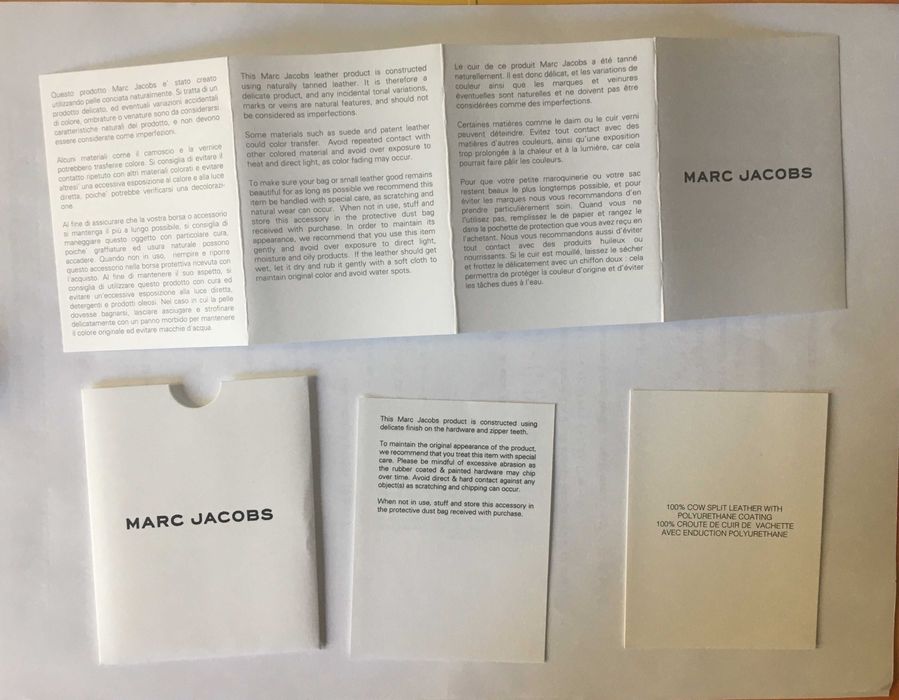 Questo prodotto Marc Jacobs e' stato creato
utilizando pelle conciata naturalmente. Si tratta di un
prodotto delicato, ed eventuali variazioni accidentali
di colore, ombrature o venature sono da considerarsi
caratteristiche naturali del prodotto, e non devono
essere considerate come imperfezioni.
Alcuni materiali come il camoscio e la vernice
potrebbero trasferire colore. Si consiglia di evitare il
contatto ripetuto con altri materiali colorati e evitare
altresi' una eccessiva esposizione al calore e alla luce
diretta, poiche' potrebbe verificarsi una decolorazi-
one.
Al fine di assicurare che la vostra borsa o accessorio
si mantenga il più a lungo possibile, si consiglia di
maneggiare questo oggetto con particolare cura,
poiche graffiature ed usura naturale possono
accadere. Quando non in uso, riempire e riporre
questo accessorio nella borsa protettiva ricevuta con
l'acquisto. Al fine di mantenere il suo aspetto, si
consiglia di utilizzare questo prodotto con cura ed
evitare un'eccessiva esposizione alla luce diretta,
detergenti e prodotti oleosi. Nel caso in cui la pelle
dovesse bagnarsi, lasciare asciugare e strofinare
delicatamente con un panno morbido per mantenere
il colore originale ed evitare macchie d'acqua.
This Marc Jacobs leather product is constructed
using naturally tanned leather. It is therefore a
delicate product, and any incidental tonal variations,
marks or veins are natural features, and should not
be considered as imperfections.
Some materials such as suede and patent leather
could color transfer. Avoid repeated contact with
other colored material and avoid over exposure to
heat and direct light, as color fading may occur.
To make sure your bag or small leather good remains
beautiful for as long as possible we recommend this
item be handled with special care, as scratching and
natural wear can occur. When not in use, stuff and
store this accessory in the protective dust bag
received with purchase. In order to maintain its
appearance, we recommend that you use this item
gently and avoid over exposure to direct light,
moisture and oily products. If the leather should get
wet, let it dry and rub it gently with a soft cloth to
maintain original color and avoid water spots.
Le cuir de ce produit Marc Jacobs a été tanné
naturellement. Il est donc délicat, et les variations de
couleur ainsi que les marques et veinures
éventuelles sont naturelles et ne doivent pas être
considérées comme des imperfections.
Certaines matières comme le daim ou le cuir verni
peuvent déteindre. Evitez tout contact avec des
matières d'autres couleurs, ainsi qu'une exposition
trop prolongée à la chaleur et à la lumière, car cela
pourrait faire pâlir les couleurs.
Pour que votre petite maroquinerie ou votre sac
restent beaux le plus longtemps possible, et pour
éviter les marques nous vous recommandons d'en
prendre particulièrement soin. Quand vous ne
l'utilisez pas, remplissez le de papier et rangez le
dans la pochette de protection que vous avez reçu en
l'achetant. Nous vous recommandons aussi d'éviter
tout contact avec des produits huileux ou
nourrissants. Si le cuir est mouillé, laissez le sécher
et frottez le délicatement avec un chiffon doux : cela
permettra de protéger la couleur d'origine et d'éviter
les tâches dues à l'eau.
MARC JACOBS
MARC JACOBS
This Marc Jacobs product is constructed using
delicate finish on the hardware and zipper teeth.
To maintain the original appearance of the product,
we recommend that you treat this item with special
care. Please be mindful of excessive abrasion as
the rubber coated & painted hardware may chip
over time. Avoid direct & hard contact against any
object(s) as scratching and chipping can occur.
When not in use, stuff and store this accessory in
the protective dust bag received with purchase.
100% COW SPLIT LEATHER WITH
POLYURETHANE COATING
100% CROUTE DE CUIR DE VACHETTE
AVEC ENDUCTION POLYURETHANE